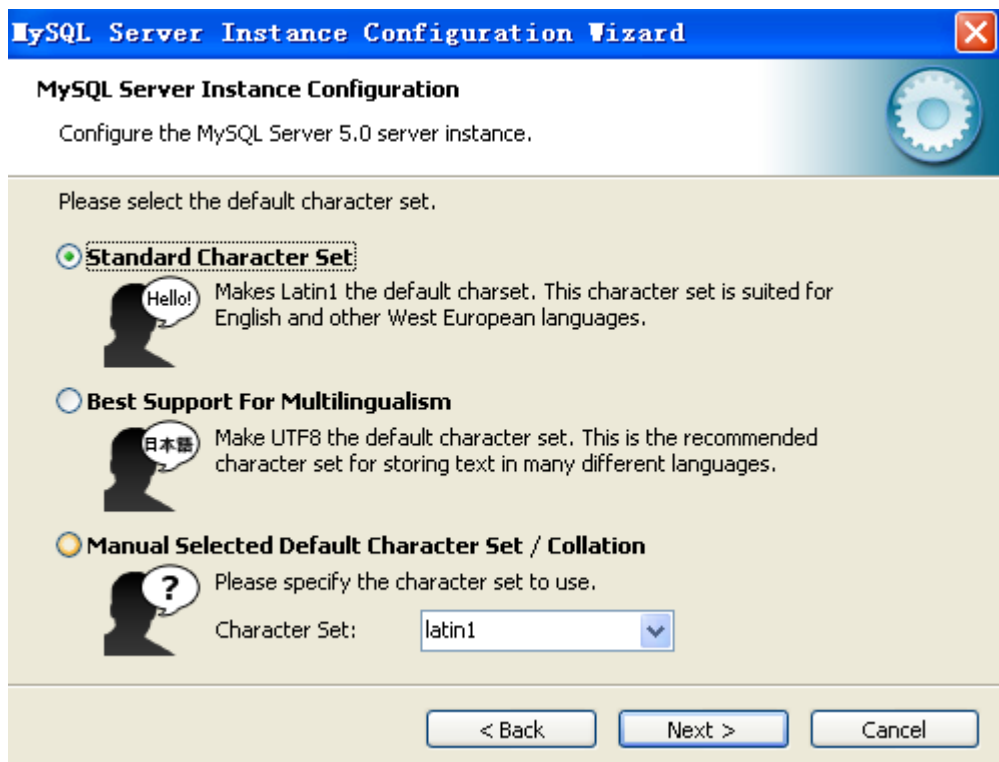 MySQL Server Instance Configuration Wizard
MySQL Server Instance Configuration
Configure the MySQL Server 5.0 server instance.
Please select the default character set.
Standard Character Set
Hello!
Makes Latin1 the default charset. This character set is suited for
English and other West European languages.
Best Support For Multilingualism
日本語
Make UTF8 the default character set. This is the recommended
character set for storing text in many different languages.
Manual Selected Default Character Set / Collation
?
Please specify the character set to use.
Character Set: latin1
< Back Next > Cancel